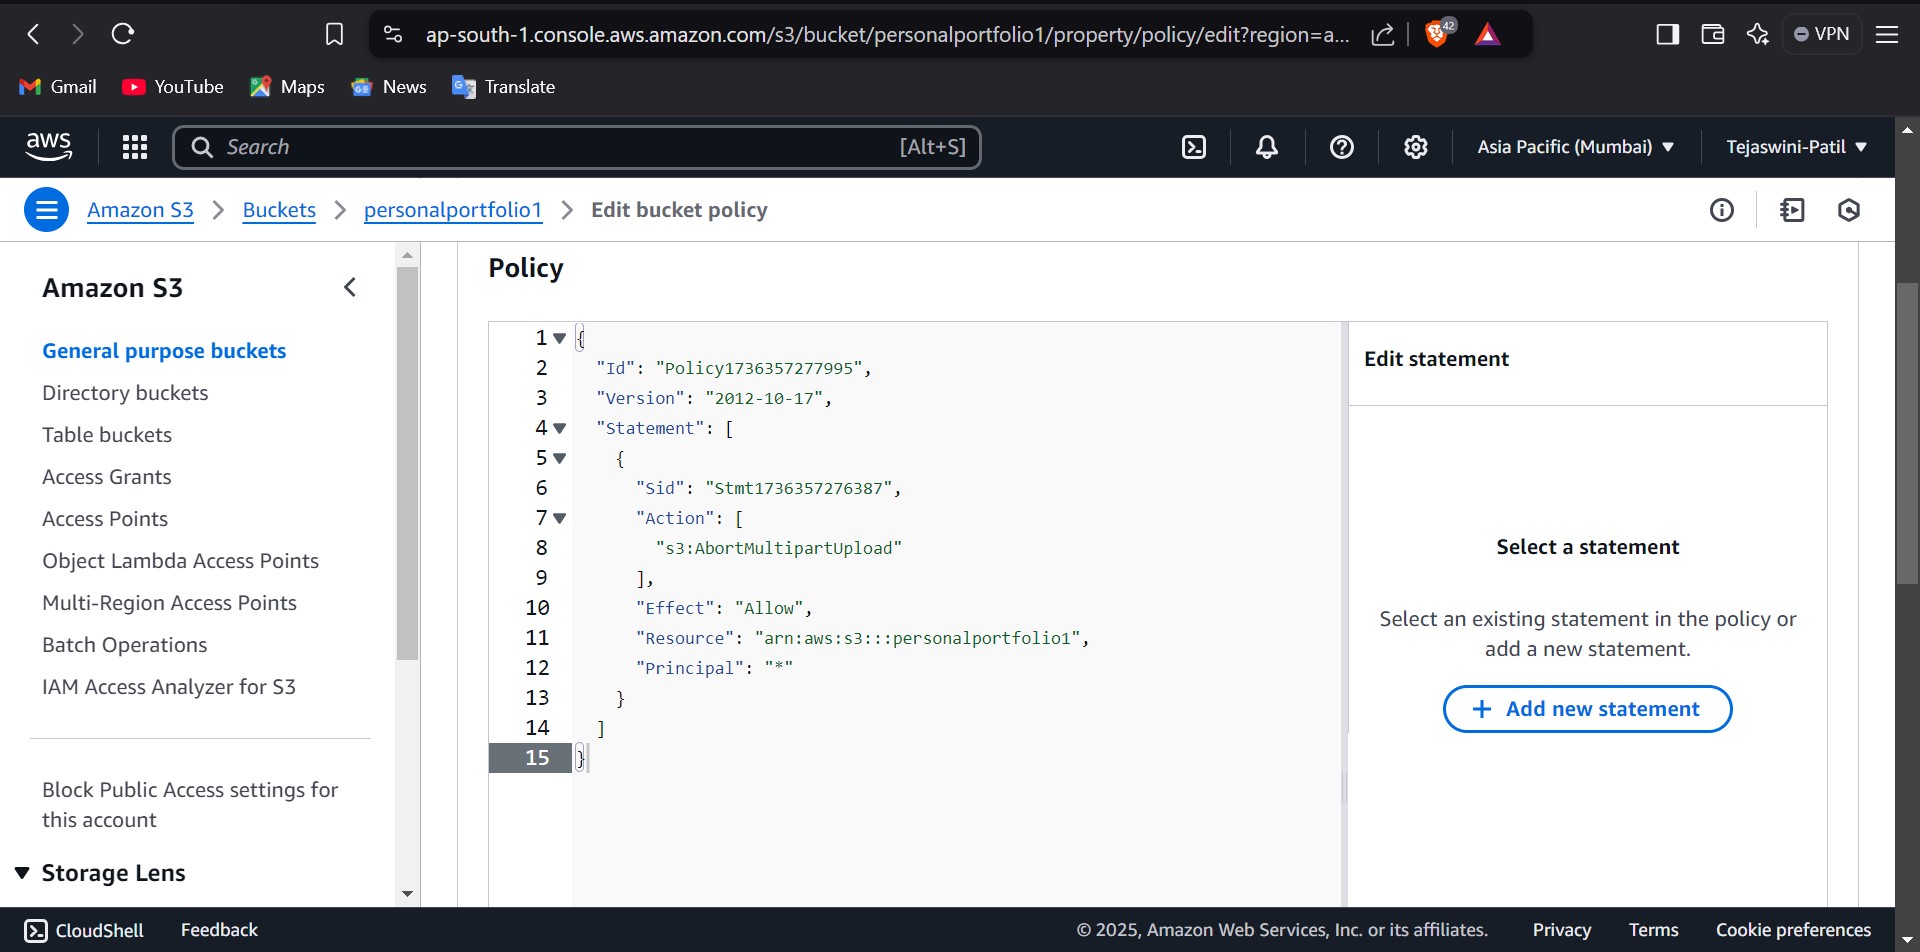 ap-south-1.console.aws.amazon.com/s3/bucket/personalportfolio1/property/policy/edit?region=a...
42
VPN
Gmail
YouTube
Maps
News
Translate
aws
Search
[Alt+S]
Asia Pacific (Mumbai)
Tejaswini-Patil
Amazon S3
Buckets
personalportfolio1
Edit bucket policy
Amazon S3
General purpose buckets
Directory buckets
Table buckets
Access Grants
Access Points
Object Lambda Access Points
Multi-Region Access Points
Batch Operations
IAM Access Analyzer for S3
Block Public Access settings for
this account
Storage Lens
Policy
1 {
2 "Id": "Policy1736357277995",
3 "Version": "2012-10-17",
4 "Statement": [
5 {
6 "Sid": "Stmt1736357276387",
7 "Action": [
8 "s3:AbortMultipartUpload"
9 ],
10 "Effect": "Allow",
11 "Resource": "arn:aws:s3:::personalportfolio1",
12 "Principal": "*"
13 }
14 ]
15 }
Edit statement
Select a statement
Select an existing statement in the policy or
add a new statement.
+ Add new statement
CloudShell
Feedback
© 2025, Amazon Web Services, Inc. or its affiliates.
Privacy
Terms
Cookie preferences